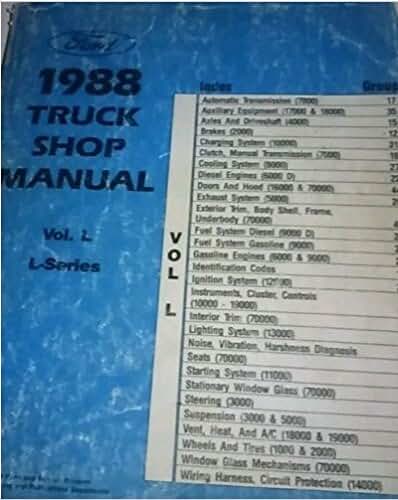 Ford
1988
TRUCK
SHOP
MANUAL
Vol. L
L-Series
VOL L
Index Group
Automatic Transmission (7000) 17
Auxiliary Equipment (17000 & 18000)
Axles And Driveshaft (4000) 15
Brakes (2000) 12
Charging System (10000)
Clutch, Manual Transmission (7000)
Cooling System (8000)
Diesel Engines (6000 D)
Doors And Hood (16000 & 70000)
Exhaust System (5000)
Exterior Trim, Body Shell, Frame,
Underbody (70000)
Fuel System Diesel (9000 D)
Fuel System Gasoline (9000)
Gasoline Engines (6000 & 9000)
Identification Codes
Ignition System (12000)
Instruments, Cluster, Controls
(10000 - 19000)
Interior Trim (70000)
Lighting System (13000)
Noise, Vibration, Harshness Diagnosis
Seats (70000)
Starting System (11000)
Stationary Window Glass (70000)
Steering (3000)
Suspension (3000 & 5000)
Vent, Heat, And A/C (18000 & 19000)
Wheels And Tires (1000 & 2000)
Window Glass Mechanisms (70000)
Wiring Harness, Circuit Protection (14000)